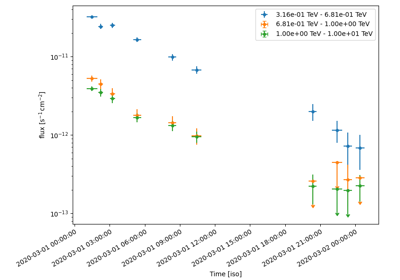 3.16e-01 TeV - 6.81e-01 TeV
6.81e-01 TeV - 1.00e+00 TeV
1.00e+00 TeV - 1.00e+01 TeV
10⁻¹¹
10⁻¹²
10⁻¹³
flux [s⁻¹ cm⁻²]
2020-03-01 00:00:00
2020-03-01 03:00:00
2020-03-01 06:00:00
2020-03-01 09:00:00
2020-03-01 12:00:00
2020-03-01 15:00:00
2020-03-01 18:00:00
2020-03-01 21:00:00
2020-03-02 00:00:00
Time [iso]